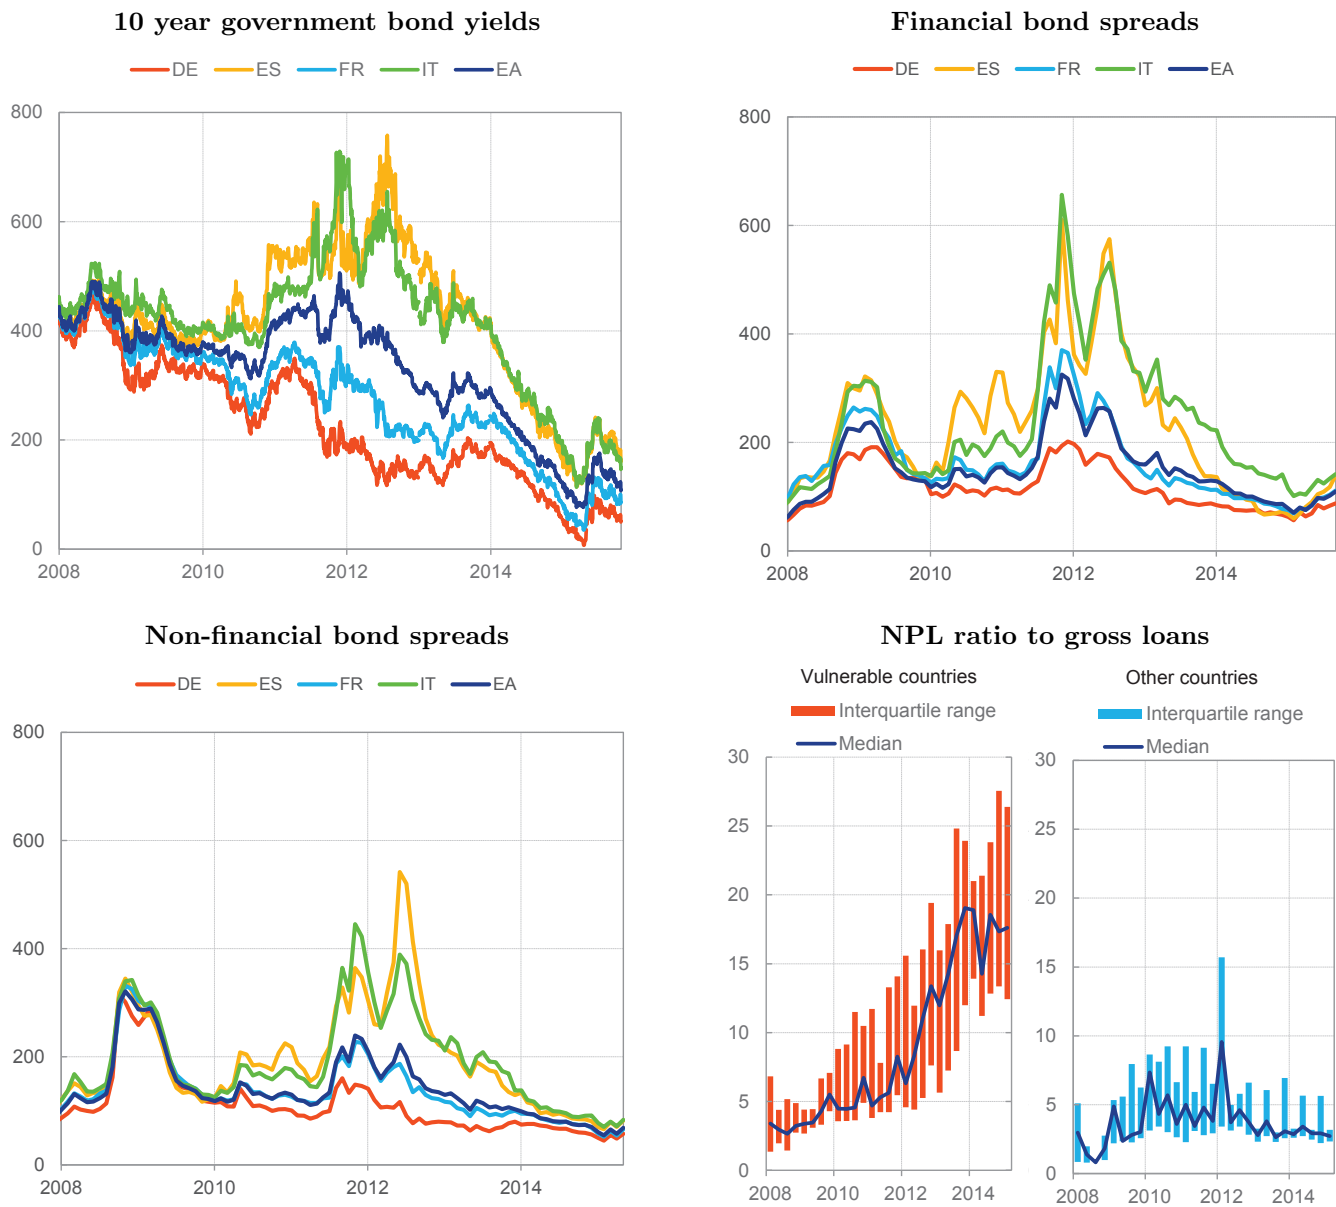 10 year government bond yields
DE ES FR IT EA
800
600
400
200
0
2008 2010 2012 2014
Financial bond spreads
DE ES FR IT EA
800
600
400
200
0
2008 2010 2012 2014
Non-financial bond spreads
DE ES FR IT EA
800
600
400
200
0
2008 2010 2012 2014
NPL ratio to gross loans
Vulnerable countries
Interquartile range
Median
30
25
20
15
10
5
0
2008 2010 2012 2014
Other countries
Interquartile range
Median
30
25
20
15
10
5
0
2008 2010 2012 2014